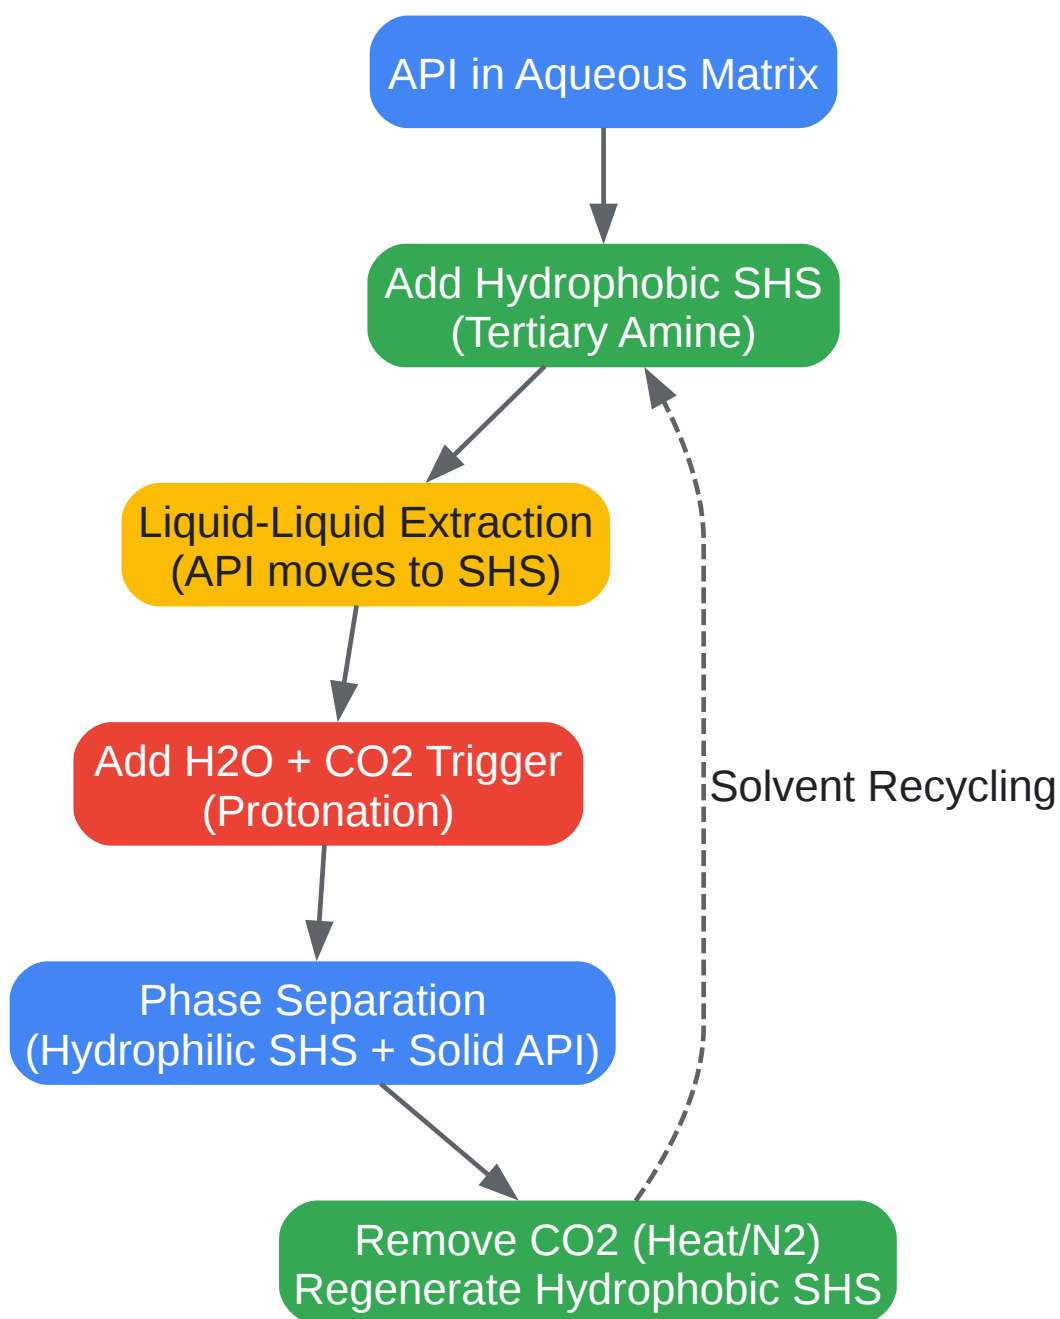 API in Aqueous Matrix
Add Hydrophobic SHS
(Tertiary Amine)
Liquid-Liquid Extraction
(API moves to SHS)
Add H2O + CO2 Trigger
(Protonation)
Solvent Recycling
Phase Separation
(Hydrophilic SHS + Solid API)
Remove CO2 (Heat/N2)
Regenerate Hydrophobic SHS